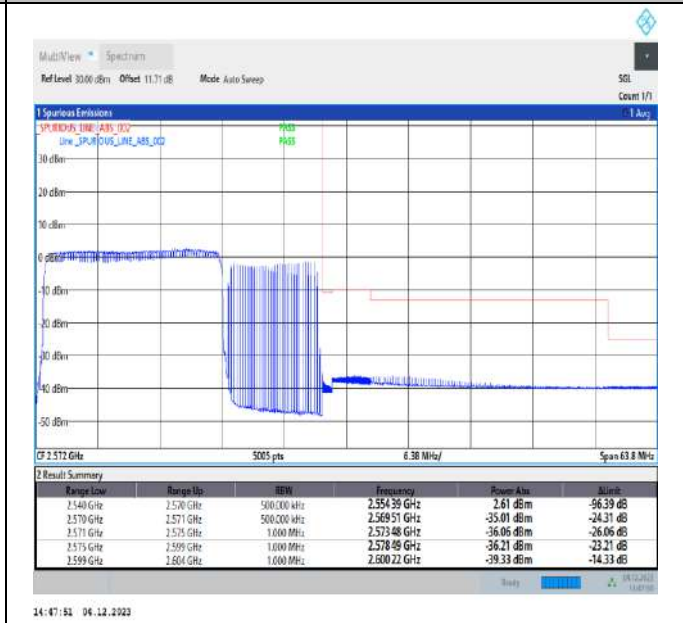 MultiView Spectrum
Ref Level 30.00 dBm Offset 11.71 dB Mode Auto Sweep SGL
Count 1/1
1 Spurious Emissions 1 Avg
_SPURIOUS_LINE_ABS_002 PASS
Line _SPURIOUS_LINE_ABS_002 PASS
30 dBm
20 dBm
10 dBm
0 dBm
-10 dBm
-20 dBm
-30 dBm
-40 dBm
-50 dBm
CF 2.572 GHz 5005 pts 6.38 MHz/ Span 63.8 MHz
2 Result Summary
Range Low Range Up RBW Frequency Power Abs ΔLimit
2.540 GHz 2.570 GHz 500.000 kHz 2.55439 GHz 2.61 dBm -96.39 dB
2.570 GHz 2.571 GHz 500.000 kHz 2.56951 GHz -35.01 dBm -24.31 dB
2.571 GHz 2.575 GHz 1.000 MHz 2.57348 GHz -36.06 dBm -26.06 dB
2.575 GHz 2.599 GHz 1.000 MHz 2.57849 GHz -36.21 dBm -23.21 dB
2.599 GHz 2.604 GHz 1.000 MHz 2.60022 GHz -39.33 dBm -14.33 dB
Ready 04.12.2023
14:47:51 04.12.2023